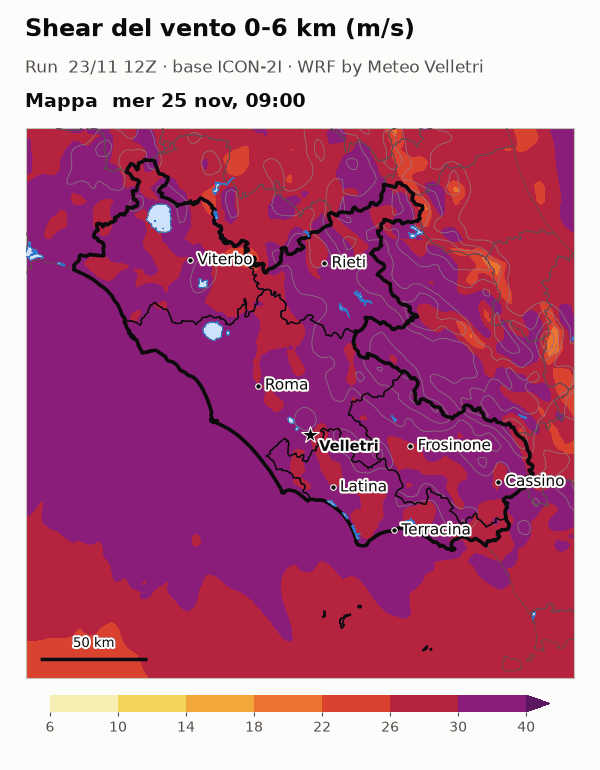 Shear del vento 0-6 km (m/s)
Run  23/11 12Z · base ICON-2I · WRF by Meteo Velletri
Mappa  mer 25 nov, 09:00
Viterbo
Rieti
Roma
Velletri
Frosinone
Latina
Cassino
Terracina
50 km
6 10 14 18 22 26 30 40